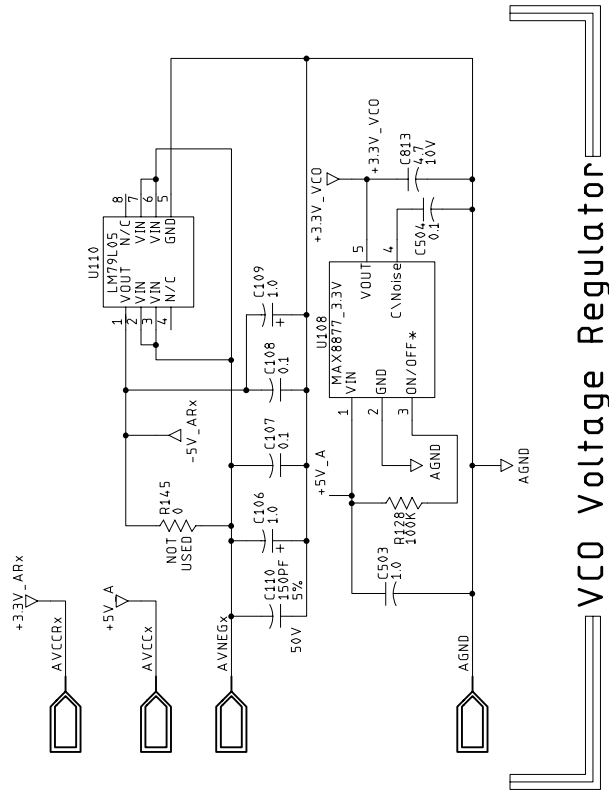 +3.3V_ARx
AVCCRx
+5V_A
AVCCx
AVNEGx
AGND
NOT
USED
R145
0
-5V_ARx
U110
LM79L05
1
VOUT
N/C
8
2
VIN
VIN
7
3
VIN
VIN
6
4
N/C
GND
5
50V
C110
150PF
5%
C106
1.0
+
C107
0.1
C108
0.1
C109
1.0
+
+5V_A
C503
1.0
R128
100K
AGND
U108
MAX8877_3.3V
1
VIN
VOUT
5
2
GND
3
ON/OFF*
C\Noise
4
+3.3V_VCO
+3.3V_VCO
C813
4.7
10V
C504
0.1
AGND
VCO Voltage Regulator